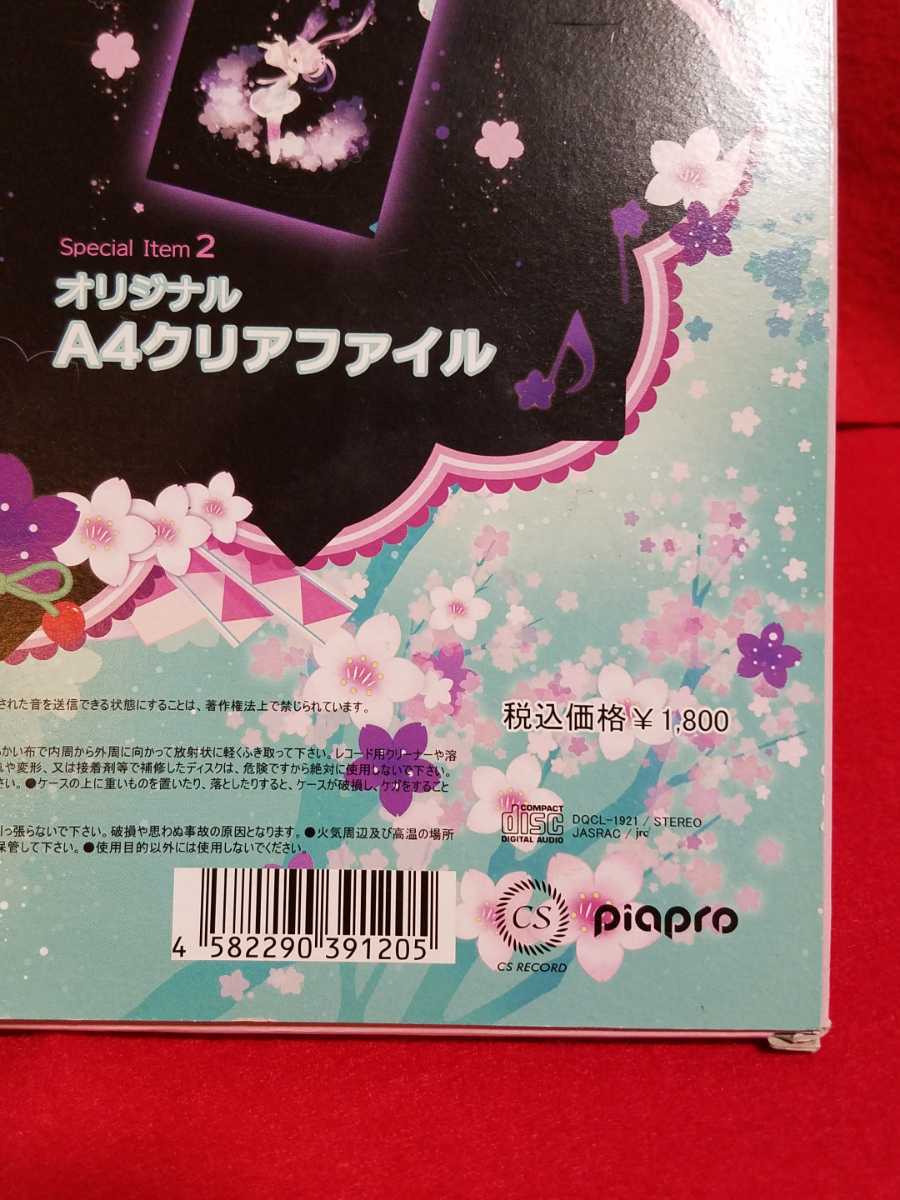 Special Item 2
オリジナル
A4クリアファイル
された音を送信できる状態にすることは、著作権法上で禁じられています。
税込価格￥1,800
かい布で内周から外周に向かって放射状に軽くふき取って下さい。レコード用クリーナーや溶
や変形、又は接着剤等で補修したディスクは、危険ですから絶対に使用しないで下さい。
さい。●ケースの上に重いものを置いたり、落としたりすると、ケースが破損し、ケガをすること
っ張らないで下さい。破損や思わぬ事故の原因となります。●火気周辺及び高温の場所
保管して下さい。●使用目的以外には使用しないでください。
COMPACT
disc
DIGITAL AUDIO
DQCL-1921 / STEREO
JASRAC / jrc
4 582290 391205
CS
CS RECORD
piapro